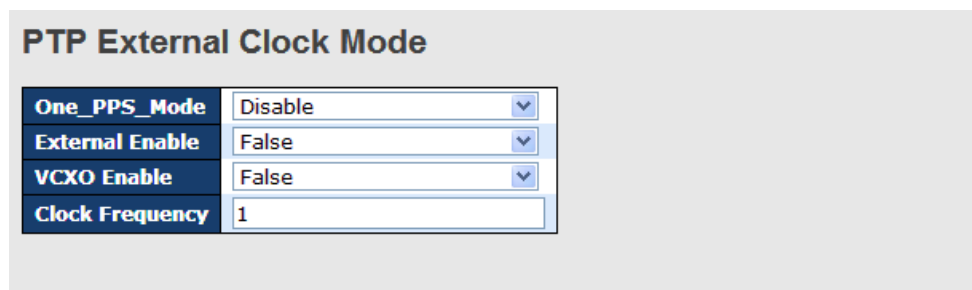 PTP External Clock Mode
One_PPS_Mode Disable
External Enable False
VCXO Enable False
Clock Frequency 1